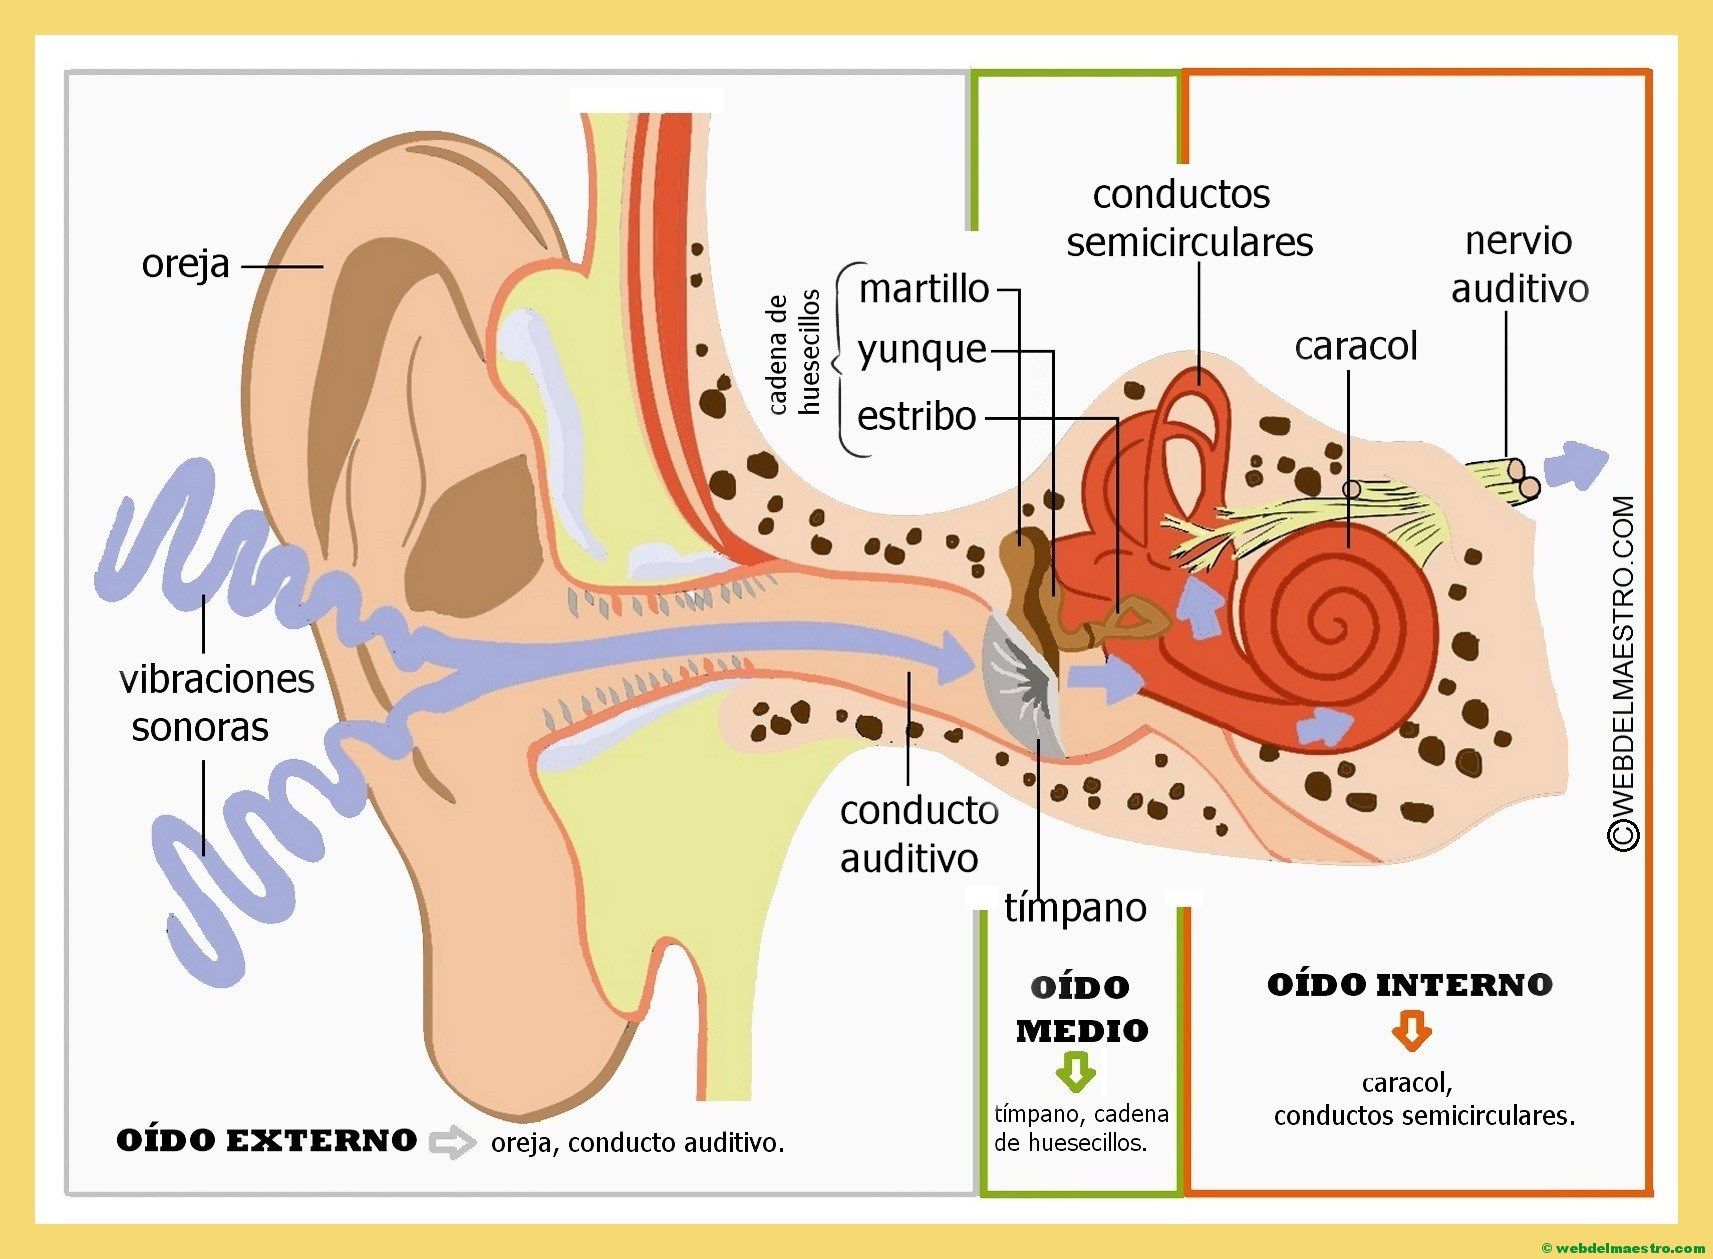 oreja
vibraciones
sonoras
cadena de
huesecillos
martillo
yunque
estribo
conductos
semicirculares
caracol
nervio
auditivo
conducto
auditivo
tímpano
OÍDO EXTERNO
oreja, conducto auditivo.
OÍDO
MEDIO
tímpano, cadena
de huesecillos.
OÍDO INTERNO
caracol,
conductos semicirculares.
©WEBDELMAESTRO.COM
© webdelmaestro.com